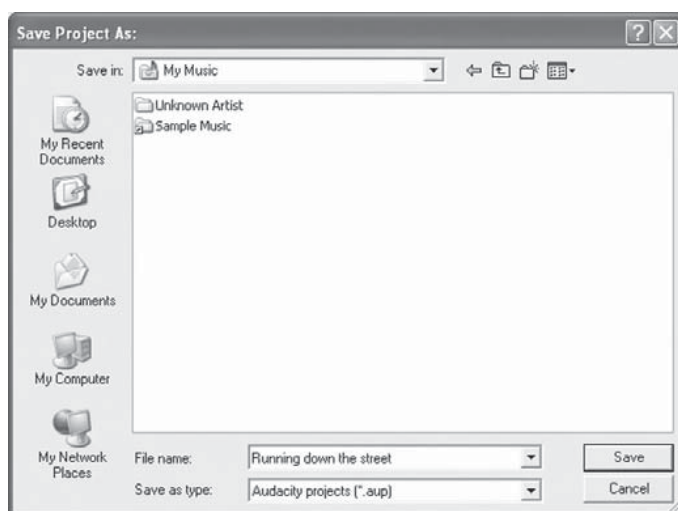 Save Project As:
Save in: My Music
Unknown Artist
Sample Music
My Recent
Documents
Desktop
My Documents
My Computer
My Network
Places
File name: Running down the street Save
Save as type: Audacity projects (*.aup) Cancel